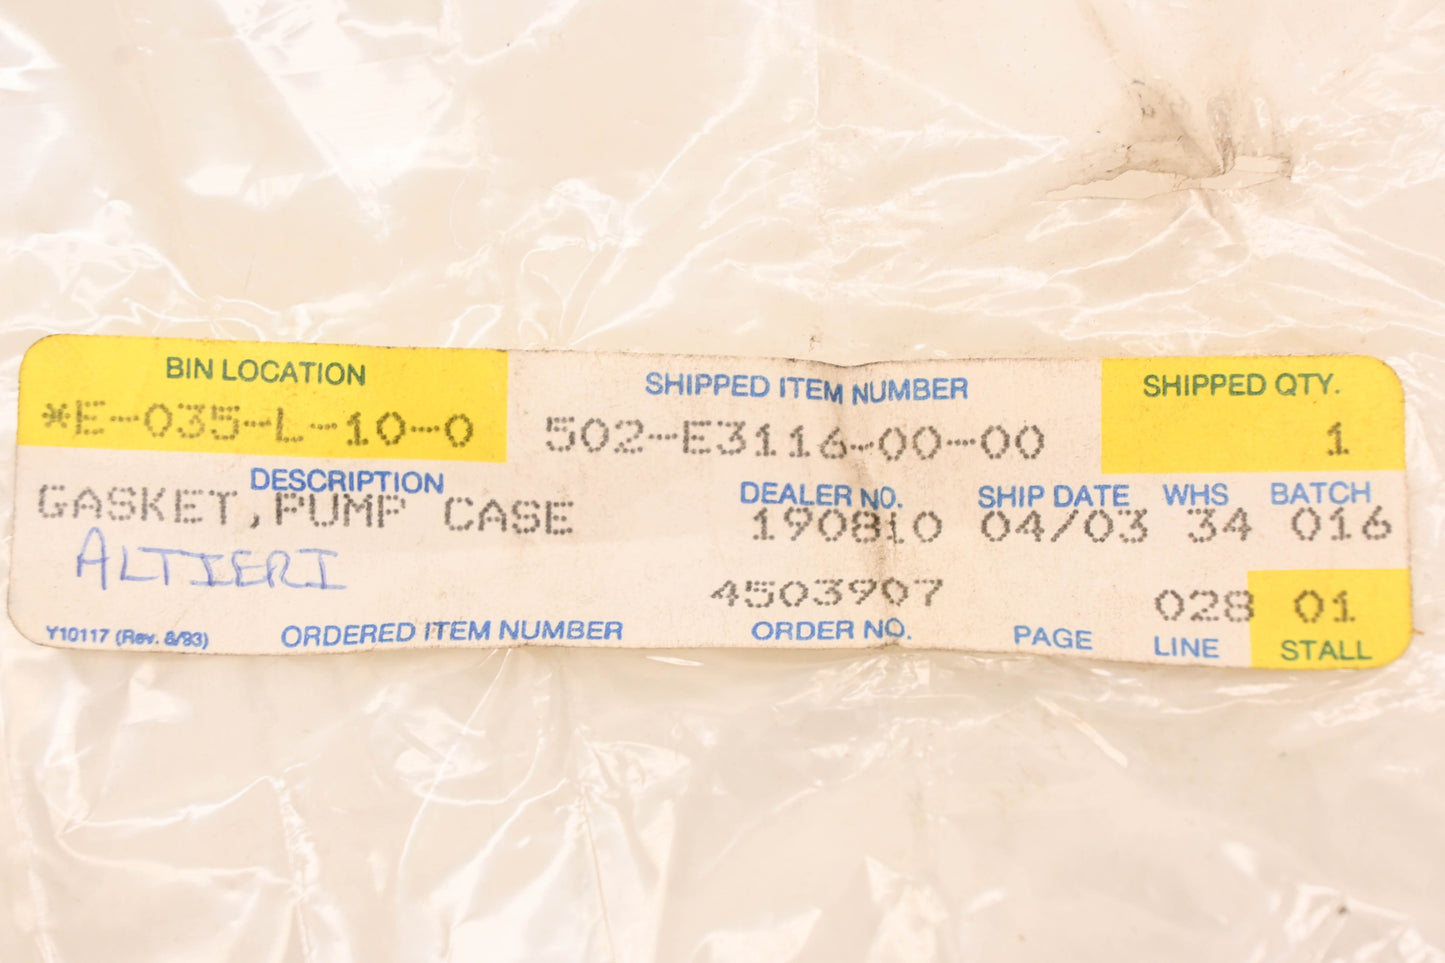 BIN LOCATION SHIPPED ITEM NUMBER SHIPPED QTY.
*E-035-L-10-0 502-E3116-00-00 1
DESCRIPTION DEALER NO. SHIP DATE WHS BATCH
GASKET,PUMP CASE 190810 04/03 34 016
ALTIERI
4503907 028 01
Y10117 (Rev. 8/83) ORDERED ITEM NUMBER ORDER NO. PAGE LINE STALL